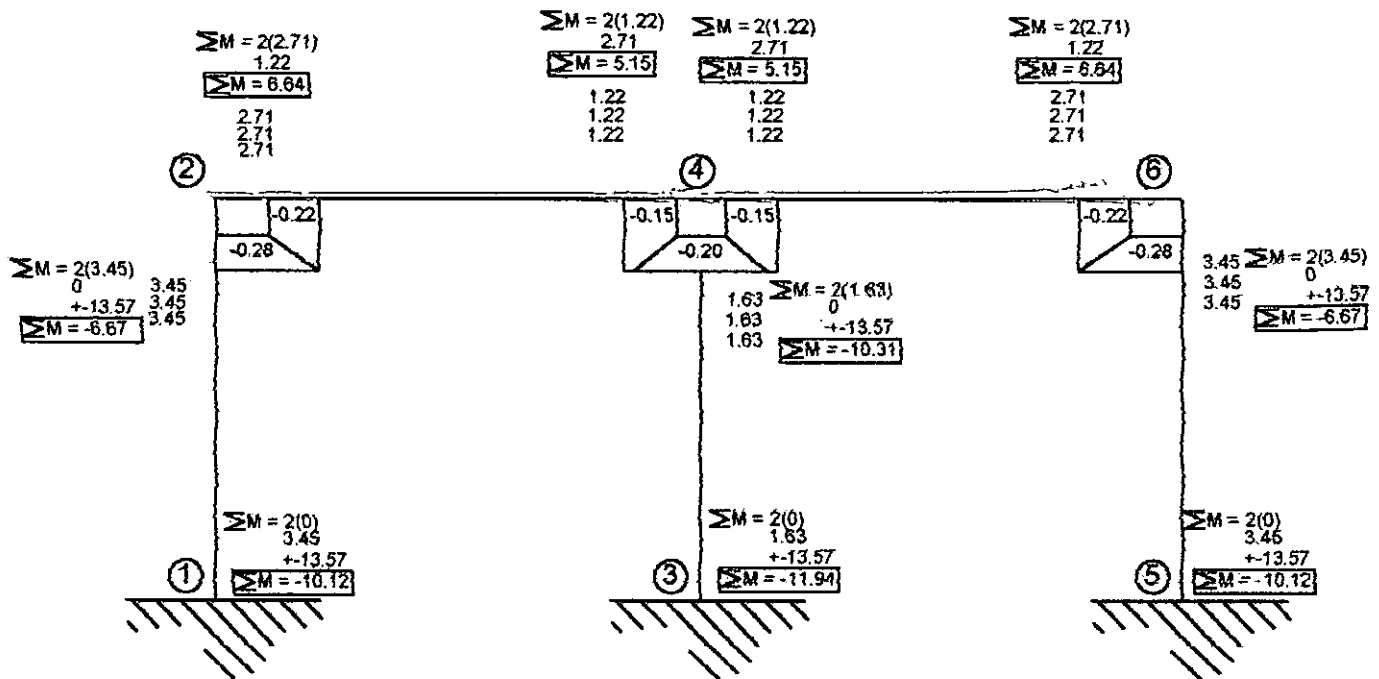 ΣM = 2(2.71)
1.22
ΣM = 6.64
2.71
2.71
2.71
ΣM = 2(1.22)
2.71
ΣM = 5.15
1.22
1.22
1.22
ΣM = 2(1.22)
2.71
ΣM = 5.15
1.22
1.22
1.22
ΣM = 2(2.71)
1.22
ΣM = 6.64
2.71
2.71
2.71
2
4
6
-0.22
-0.28
-0.15
-0.15
-0.20
-0.22
-0.28
ΣM = 2(3.45)
0
+-13.57
ΣM = -6.67
3.45
3.45
3.45
1.63
1.63
1.63
ΣM = 2(1.63)
0
+-13.57
ΣM = -10.31
3.45
3.45
3.45
ΣM = 2(3.45)
0
+-13.57
ΣM = -6.67
ΣM = 2(0)
3.45
+-13.57
ΣM = -10.12
1
ΣM = 2(0)
1.63
+-13.57
ΣM = -11.94
3
ΣM = 2(0)
3.45
+-13.57
ΣM = -10.12
5